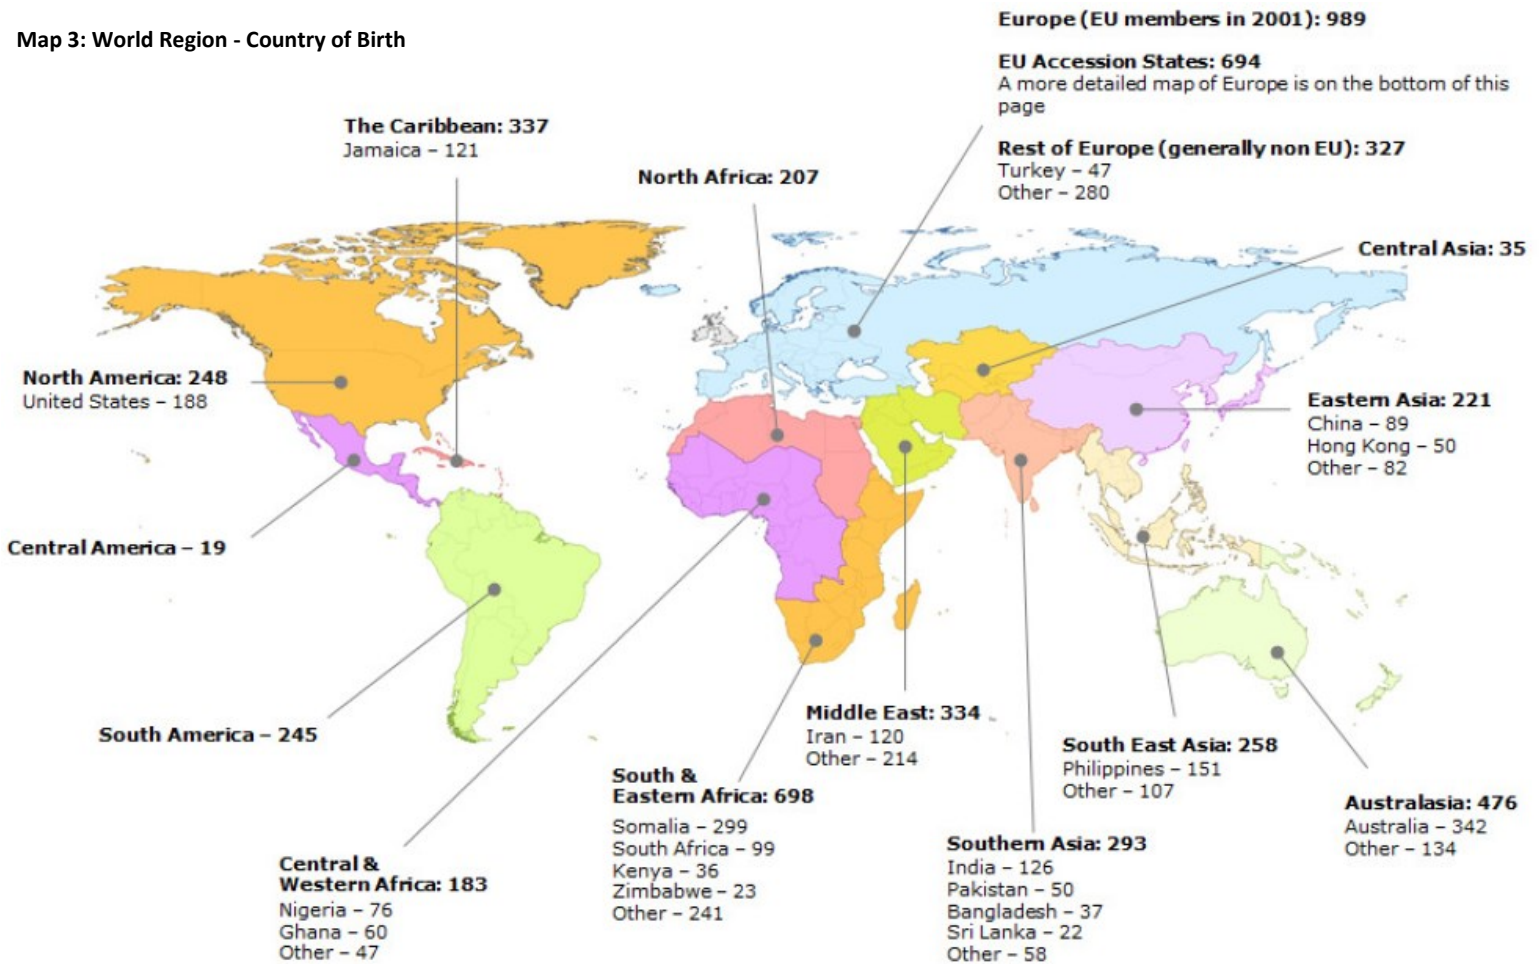 Map 3: World Region - Country of Birth
Europe (EU members in 2001): 989
EU Accession States: 694
A more detailed map of Europe is on the bottom of this
page
Rest of Europe (generally non EU): 327
Turkey – 47
Other – 280
The Caribbean: 337
Jamaica – 121
North Africa: 207
Central Asia: 35
North America: 248
United States – 188
Eastern Asia: 221
China – 89
Hong Kong – 50
Other – 82
Central America – 19
South America – 245
Middle East: 334
Iran – 120
Other – 214
South East Asia: 258
Philippines – 151
Other – 107
South &
Eastern Africa: 698
Somalia – 299
South Africa – 99
Kenya – 36
Zimbabwe – 23
Other – 241
Australasia: 476
Australia – 342
Other – 134
Southern Asia: 293
India – 126
Pakistan – 50
Bangladesh – 37
Sri Lanka – 22
Other – 58
Central &
Western Africa: 183
Nigeria – 76
Ghana – 60
Other – 47